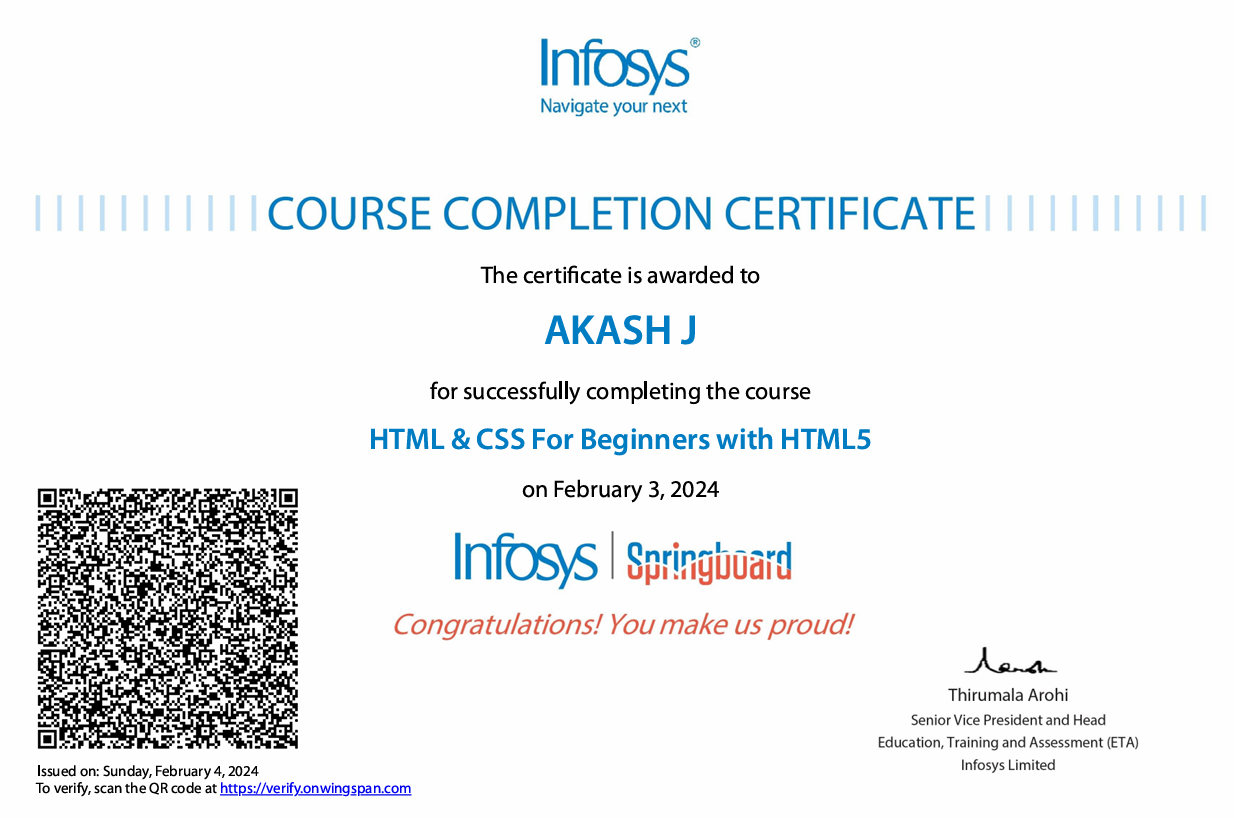 Infosys®
Navigate your next
COURSE COMPLETION CERTIFICATE
The certificate is awarded to
AKASH J
for successfully completing the course
HTML & CSS For Beginners with HTML5
on February 3, 2024
Infosys | Springboard
Congratulations! You make us proud!
Thirumala Arohi
Senior Vice President and Head
Education, Training and Assessment (ETA)
Infosys Limited
Issued on: Sunday, February 4, 2024
To verify, scan the QR code at https://verify.onwingspan.com